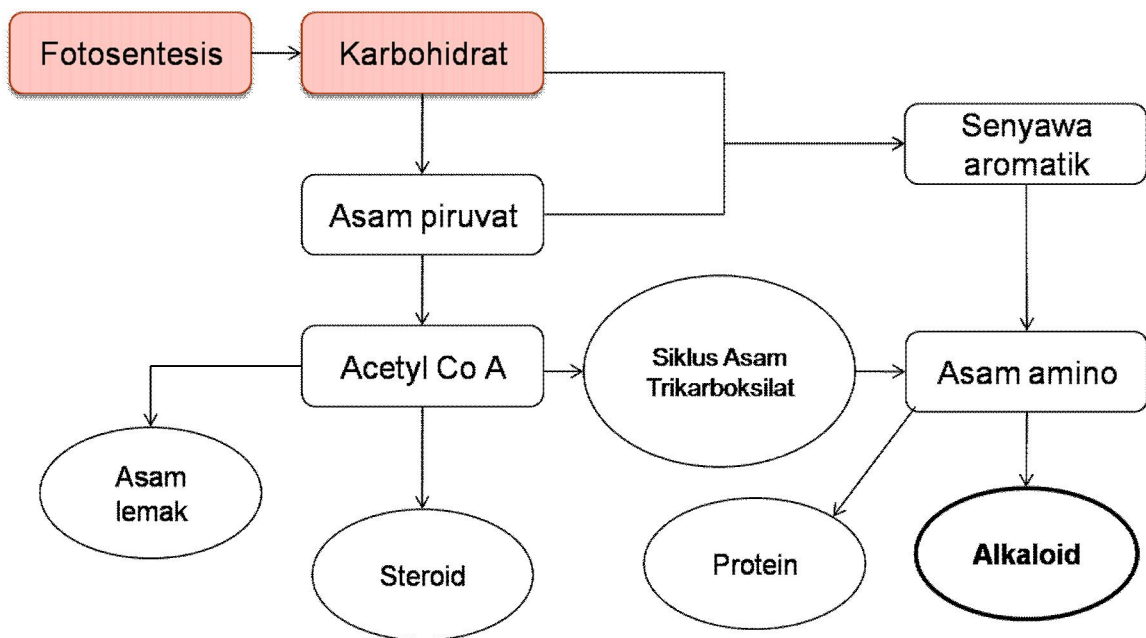 Fotosentesis
Karbohidrat
Senyawa
aromatik
Asam piruvat
Acetyl Co A
Siklus Asam
Trikarboksilat
Asam amino
Asam
lemak
Steroid
Protein
Alkaloid